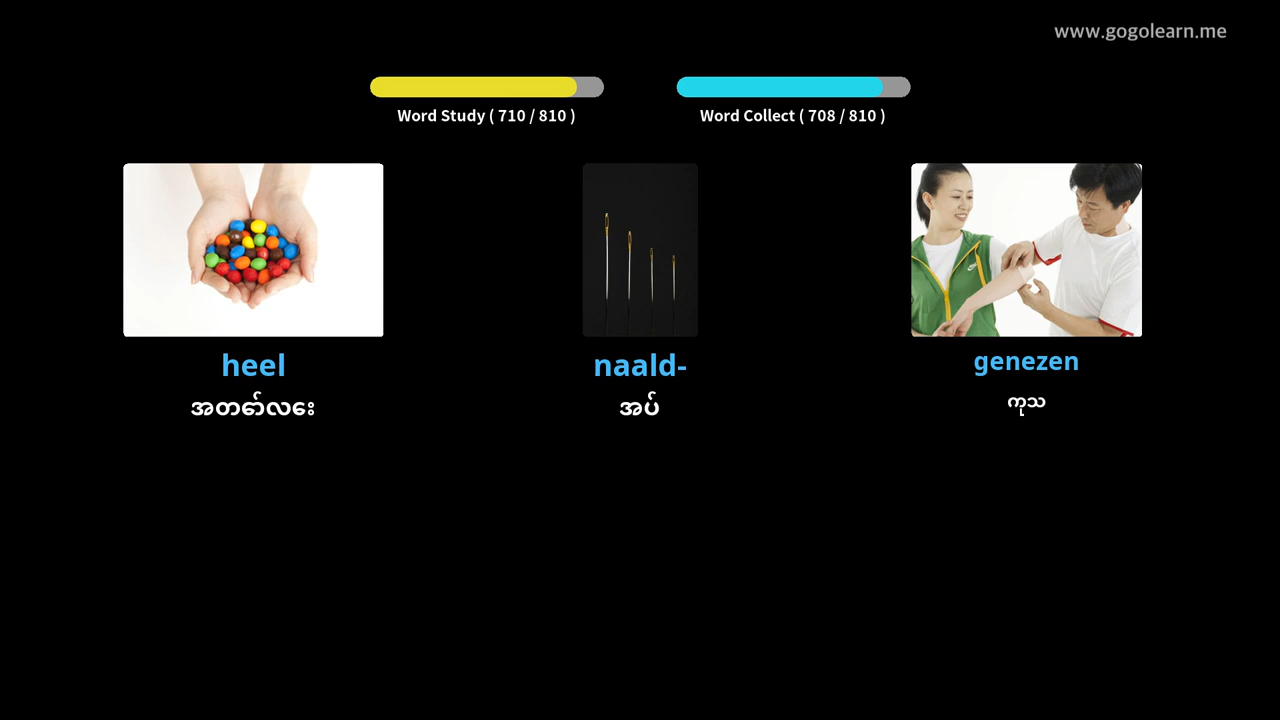 www.gogolearn.me
Word Study ( 710 / 810 )
Word Collect ( 708 / 810 )
heel
naald-
genezen
အတော်လေး
အပ်
ကုသ